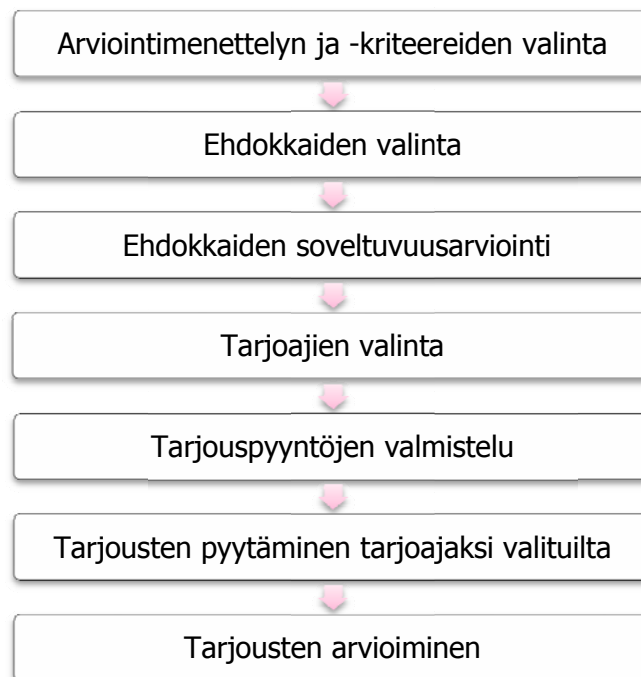 Arviointimenettelyn ja -kriteereiden valinta
Ehdokkaiden valinta
Ehdokkaiden soveltuvuusarviointi
Tarjoajien valinta
Tarjouspyyntöjen valmistelu
Tarjousten pyytäminen tarjoajaksi valituilta
Tarjousten arvioiminen